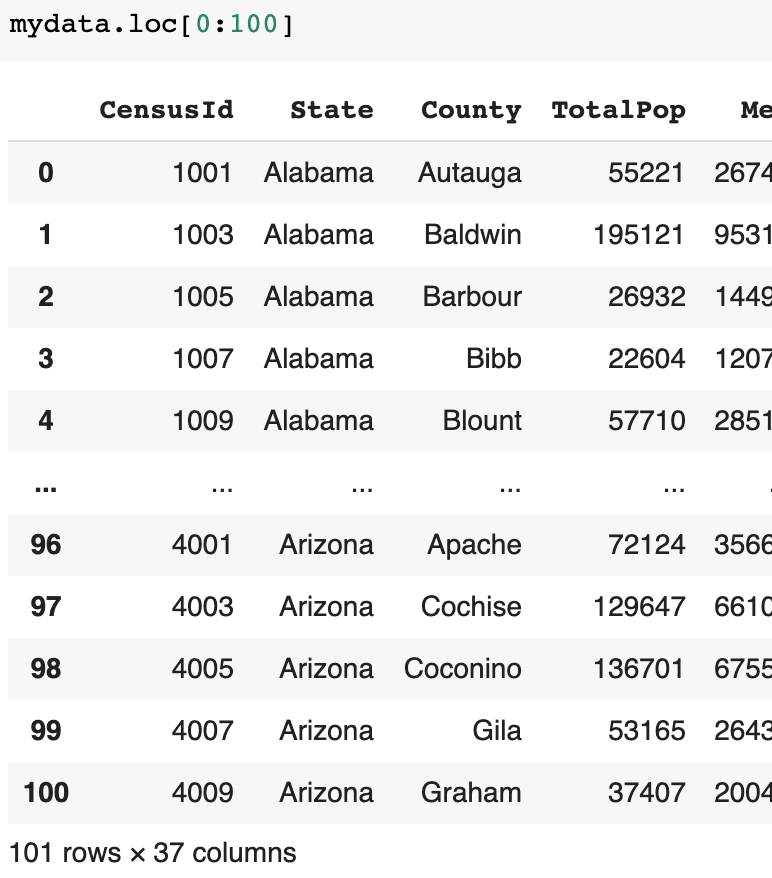 mydata.loc[0:100]
CensusId State County TotalPop Me
0 1001 Alabama Autauga 55221 2674
1 1003 Alabama Baldwin 195121 9531
2 1005 Alabama Barbour 26932 1449
3 1007 Alabama Bibb 22604 1207
4 1009 Alabama Blount 57710 2851
... ... ... ... ... .
96 4001 Arizona Apache 72124 3566
97 4003 Arizona Cochise 129647 6610
98 4005 Arizona Coconino 136701 6755
99 4007 Arizona Gila 53165 2643
100 4009 Arizona Graham 37407 2004
101 rows × 37 columns